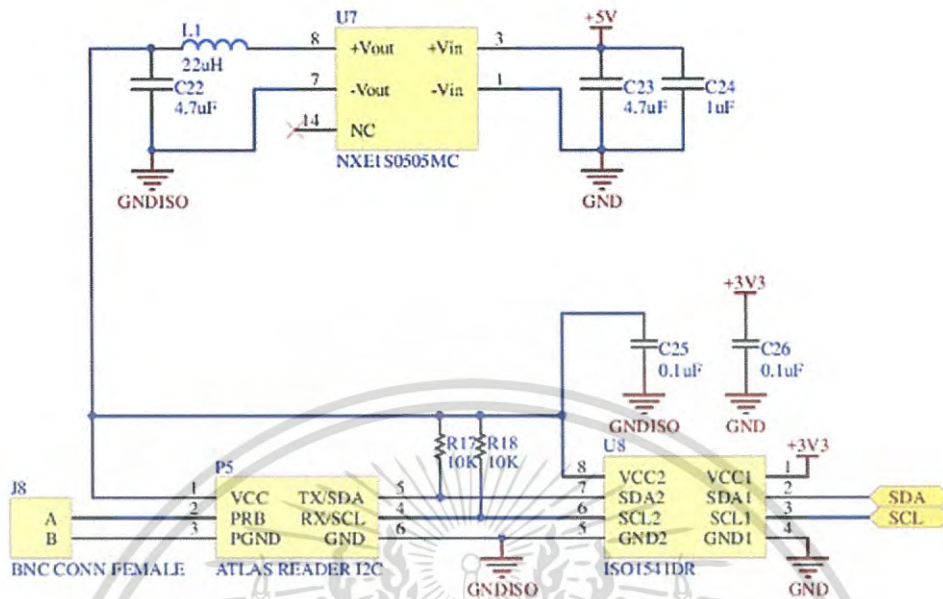 U7
+5V
L1
22uH
8 +Vout +Vin 3
7 -Vout -Vin 1
14 NC
NXE1S0505MC
C22
4.7uF
C23
4.7uF
C24
1uF
GNDISO
GND
+3V3
C25
0.1uF
C26
0.1uF
GNDISO
GND
R17
10K
R18
10K
U8
+3V3
8 VCC2 VCC1 1
7 SDA2 SDA1 2
6 SCL2 SCL1 3
5 GND2 GND1 4
ISO1541DR
SDA
SCL
GND
P5
1 VCC TX/SDA 5
2 PRB RX/SCL 4
3 PGND GND 6
ATLAS READER I2C
GNDISO
J8
A
B
BNC CONN FEMALE